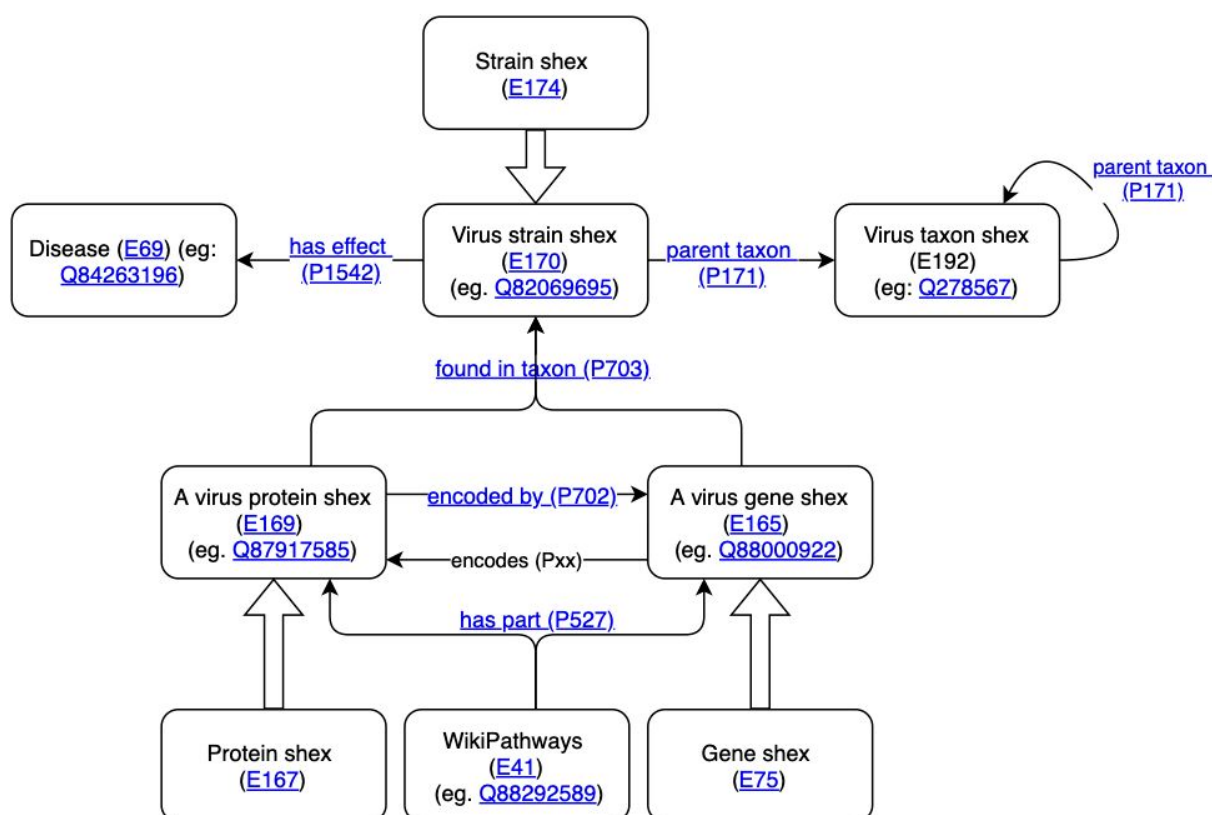 Strain shex
(E174)
parent taxon
(P171)
Disease (E69) (eg:
Q84263196)
has effect
(P1542)
Virus strain shex
(E170)
(eg. Q82069695)
parent taxon
(P171)
Virus taxon shex
(E192)
(eg: Q278567)
found in taxon (P703)
A virus protein shex
(E169)
(eg. Q87917585)
encoded by (P702)
encodes (Pxx)
A virus gene shex
(E165)
(eg. Q88000922)
has part (P527)
Protein shex
(E167)
WikiPathways
(E41)
(eg. Q88292589)
Gene shex
(E75)